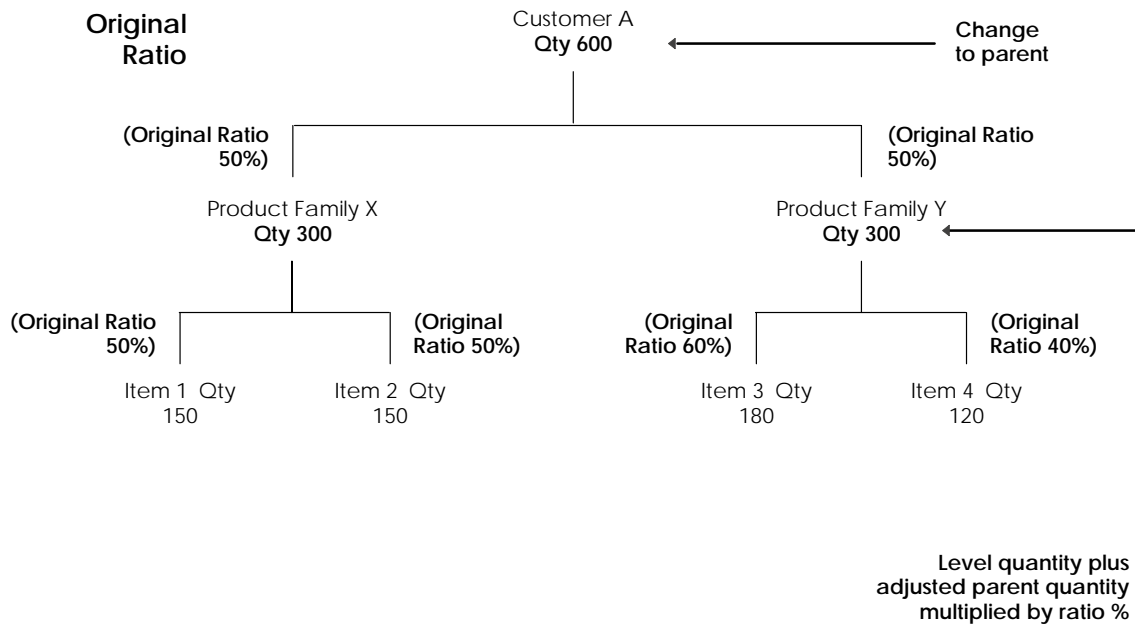 Original
Ratio
Customer A
Qty 600
Change
to parent
(Original Ratio
50%)
(Original Ratio
50%)
Product Family X
Qty 300
Product Family Y
Qty 300
(Original Ratio
50%)
(Original
Ratio 50%)
(Original
Ratio 60%)
(Original
Ratio 40%)
Item 1 Qty
150
Item 2 Qty
150
Item 3 Qty
180
Item 4 Qty
120
Level quantity plus
adjusted parent quantity
multiplied by ratio %